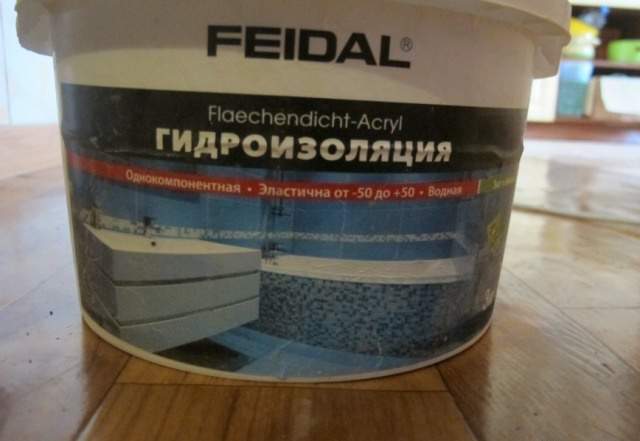 FEIDAL®
Flaechendicht-Acryl
ГИДРОИЗОЛЯЦИЯ
Однокомпонентная • Эластична от -50 до +50 • Водная